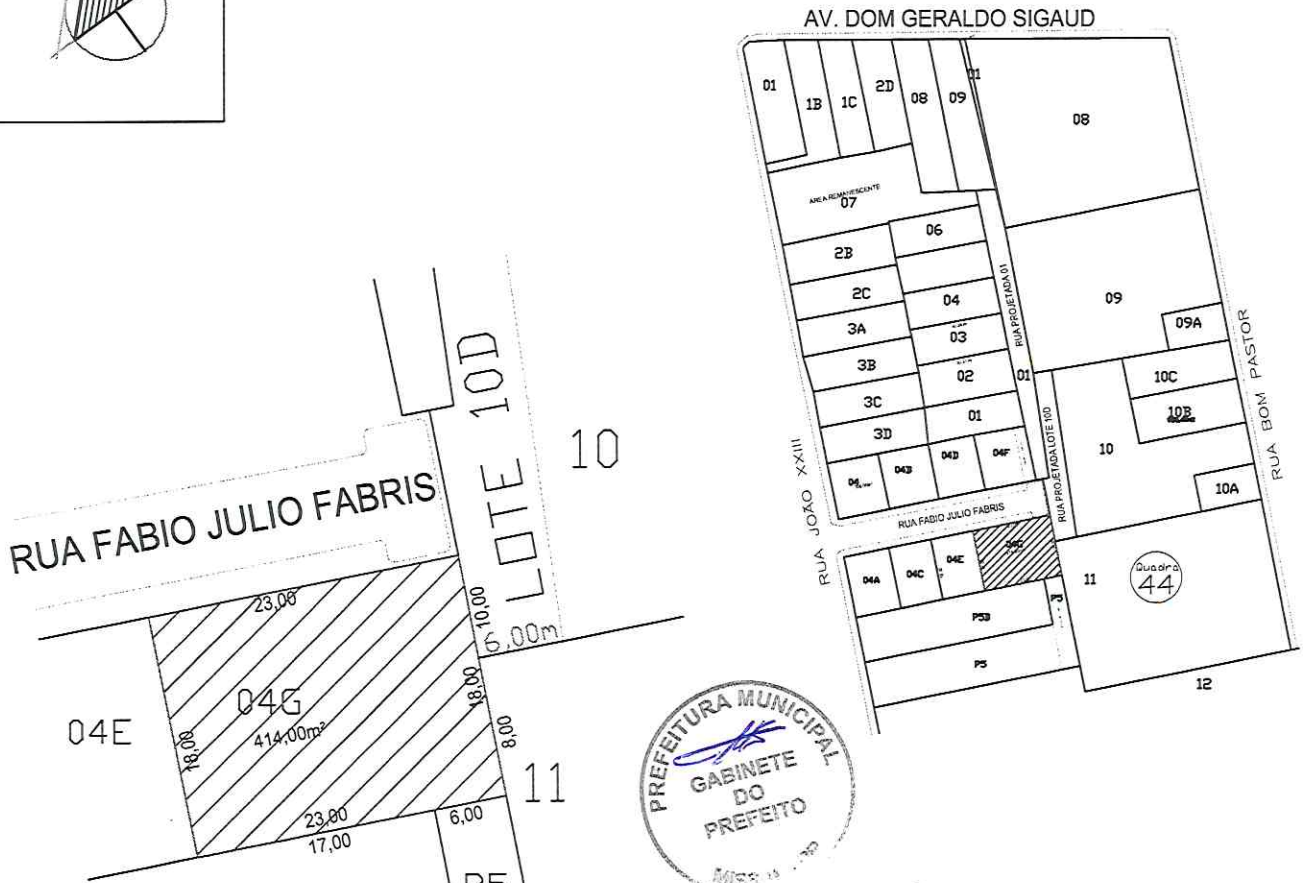 AV. DOM GERALDO SIGAUD
01
1B
1C
2D
08
09
01
08
AREA REMANESCENTE
07
06
2B
2C
04
3A
03
3B
02
01
3C
01
3D
04
04B
04D
04F
RUA PROJETADA 01
RUA PROJETADA LOTE 10D
09
09A
10C
10B
10
10A
RUA JOÃO XXIII
RUA BOM PASTOR
RUA FABIO JULIO FABRIS
04A
04C
04E
04G
11
Quadra
44
P5B
P5
12
LOTE 10D
10
RUA FABIO JULIO FABRIS
23,00
10,00
6,00m
04E
04G
414,00m²
18,00
18,00
8,00
11
23,00
17,00
6,00
PREFEITURA MUNICIPAL
GABINETE
DO
PREFEITO